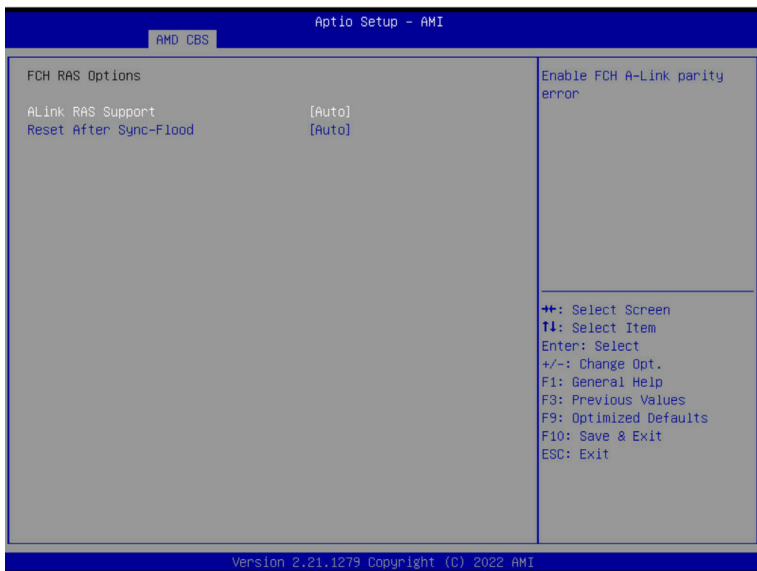 Aptio Setup – AMI
AMD CBS
FCH RAS Options
ALink RAS Support [Auto]
Reset After Sync-Flood [Auto]
Enable FCH A-Link parity
error
→←: Select Screen
↑↓: Select Item
Enter: Select
+/-: Change Opt.
F1: General Help
F3: Previous Values
F9: Optimized Defaults
F10: Save & Exit
ESC: Exit
Version 2.21.1279 Copyright (C) 2022 AMI